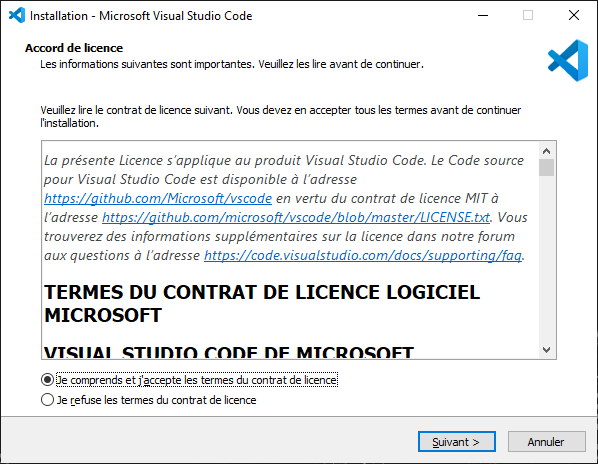 Installation - Microsoft Visual Studio Code
Accord de licence
Les informations suivantes sont importantes. Veuillez les lire avant de continuer.
Veuillez lire le contrat de licence suivant. Vous devez en accepter tous les termes avant de continuer
l'installation.
La présente Licence s'applique au produit Visual Studio Code. Le Code source
pour Visual Studio Code est disponible à l'adresse
https://github.com/Microsoft/vscode en vertu du contrat de licence MIT à
l'adresse https://github.com/microsoft/vscode/blob/master/LICENSE.txt. Vous
trouverez des informations supplémentaires sur la licence dans notre forum
aux questions à l'adresse https://code.visualstudio.com/docs/supporting/faq.
TERMES DU CONTRAT DE LICENCE LOGICIEL
MICROSOFT
VISUAL STUDIO CODE DE MICROSOFT
Je comprends et j'accepte les termes du contrat de licence
Je refuse les termes du contrat de licence
Suivant >
Annuler